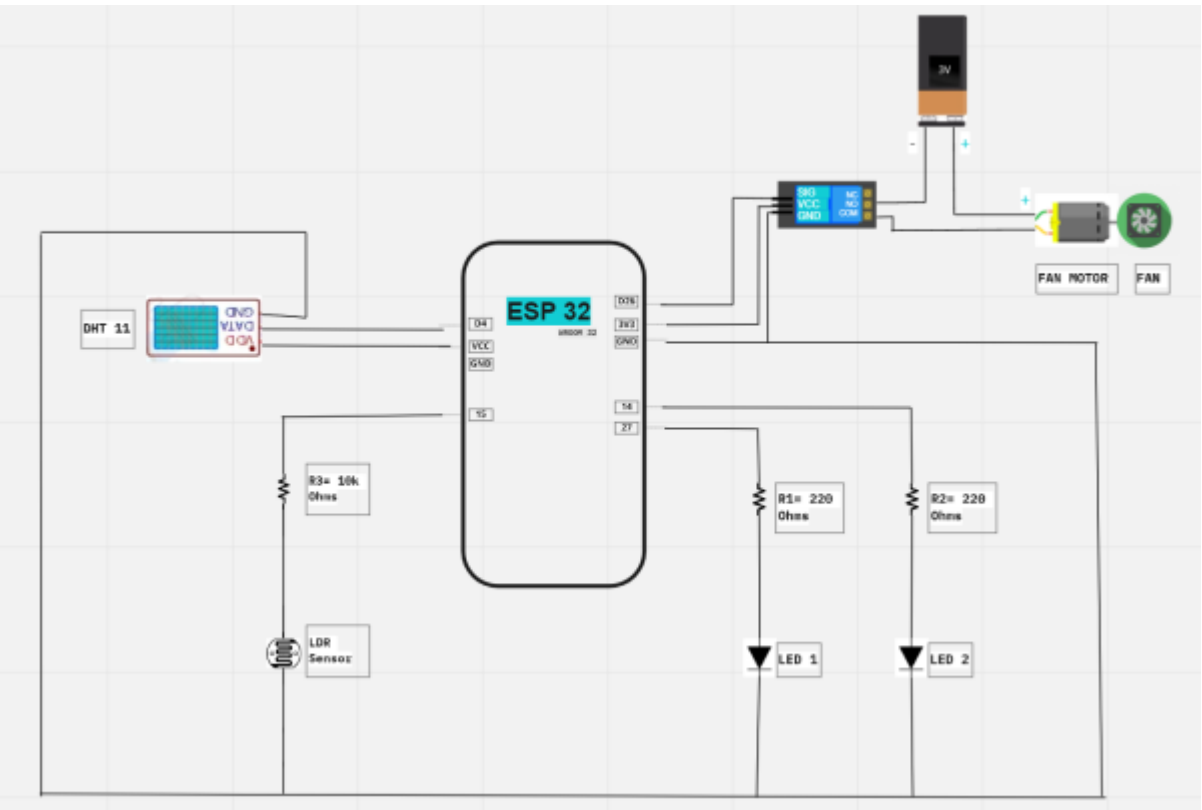 3V
-
+
SIG
VCC
GND
NC
NO
COM
+
FAN MOTOR
FAN
ESP 32
DHT 11
GND
DATA
VDD
D4
VCC
GND
15
3V3
GND
14
27
R3= 10k
Ohms
R1= 220
Ohms
R2= 220
Ohms
LDR
Sensor
LED 1
LED 2